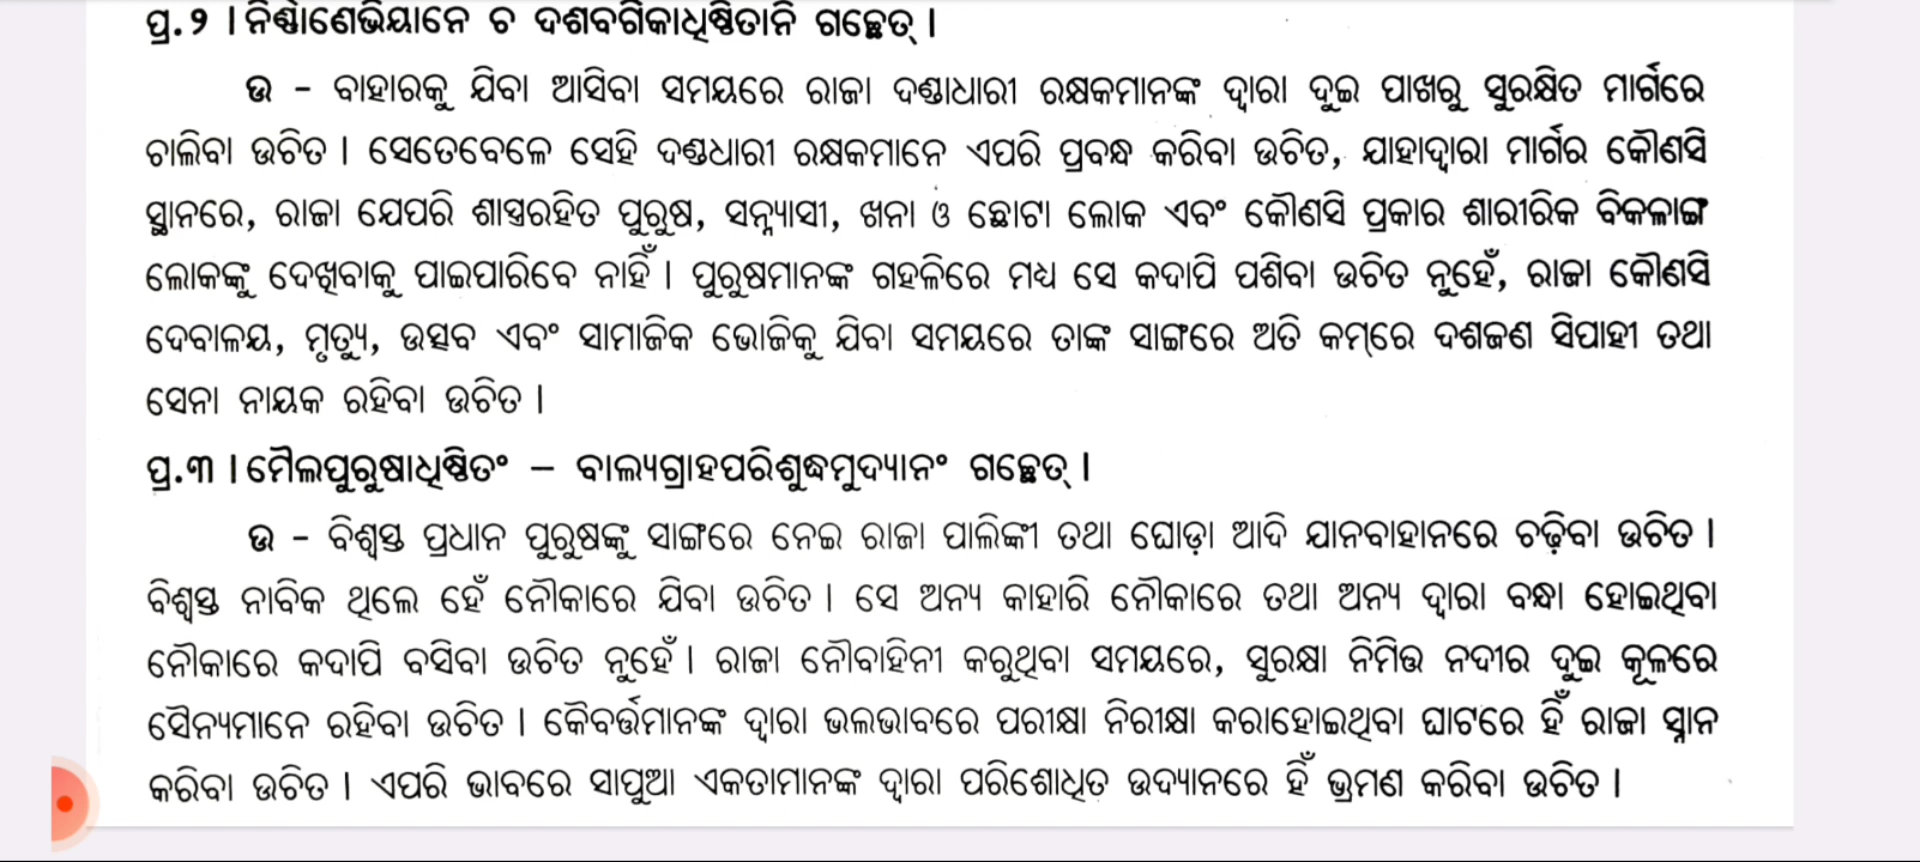 ପ୍ର.୨ । ନିର୍ଣ୍ଣାଣେଭିୟାନେ ଚ ଦଶବର୍ଗିକାଧିଷ୍ଠିତାନି ଗଚ୍ଛେତ୍ ।
ଉ - ବାହାରକୁ ଯିବା ଆସିବା ସମୟରେ ରାଜା ଦଣ୍ଡାଧାରୀ ରକ୍ଷକମାନଙ୍କ ଦ୍ୱାରା ଦୁଇ ପାଖରୁ ସୁରକ୍ଷିତ ମାର୍ଗରେ
ଚାଲିବା ଉଚିତ । ସେତେବେଳେ ସେହି ଦଣ୍ଡଧାରୀ ରକ୍ଷକମାନେ ଏପରି ପ୍ରବନ୍ଧ କରିବା ଉଚିତ, ଯାହାଦ୍ୱାରା ମାର୍ଗର କୌଣସି
ସ୍ଥାନରେ, ରାଜା ଯେପରି ଶାସ୍ତ୍ରରହିତ ପୁରୁଷ, ସନ୍ନ୍ୟାସୀ, ଖନା ଓ ଛୋଟା ଲୋକ ଏବଂ କୌଣସି ପ୍ରକାର ଶାରୀରିକ ବିକଳାଙ୍ଗ
ଲୋକଙ୍କୁ ଦେଖିବାକୁ ପାଇପାରିବେ ନାହିଁ । ପୁରୁଷମାନଙ୍କ ଗହଳିରେ ମଧ୍ୟ ସେ କଦାପି ପଶିବା ଉଚିତ ନୁହେଁ, ରାଜା କୌଣସି
ଦେବାଳୟ, ମୃତ୍ୟୁ, ଉତ୍ସବ ଏବଂ ସାମାଜିକ ଭୋଜିକୁ ଯିବା ସମୟରେ ତାଙ୍କ ସାଙ୍ଗରେ ଅତି କମ୍‌ରେ ଦଶଜଣ ସିପାହୀ ତଥା
ସେନା ନାୟକ ରହିବା ଉଚିତ ।
ପ୍ର.୩ । ମୌଲପୁରୁଷାଧିଷ୍ଠିତଂ – ବାଲ୍ୟଗ୍ରାହପରିଶୁଦ୍ଧମୁଦ୍ୟାନଂ ଗଚ୍ଛେତ୍ ।
ଉ - ବିଶ୍ୱସ୍ତ ପ୍ରଧାନ ପୁରୁଷଙ୍କୁ ସାଙ୍ଗରେ ନେଇ ରାଜା ପାଲିଙ୍କୀ ତଥା ଘୋଡ଼ା ଆଦି ଯାନବାହାନରେ ଚଢ଼ିବା ଉଚିତ ।
ବିଶ୍ୱସ୍ତ ନାବିକ ଥିଲେ ହେଁ ନୌକାରେ ଯିବା ଉଚିତ । ସେ ଅନ୍ୟ କାହାରି ନୌକାରେ ତଥା ଅନ୍ୟ ଦ୍ୱାରା ବନ୍ଧା ହୋଇଥିବା
ନୌକାରେ କଦାପି ବସିବା ଉଚିତ ନୁହେଁ । ରାଜା ନୌବାହିନୀ କରୁଥିବା ସମୟରେ, ସୁରକ୍ଷା ନିମିତ୍ତ ନଦୀର ଦୁଇ କୂଳରେ
ସୈନ୍ୟମାନେ ରହିବା ଉଚିତ । କୈବର୍ତ୍ତମାନଙ୍କ ଦ୍ୱାରା ଭଲଭାବରେ ପରୀକ୍ଷା ନିରୀକ୍ଷା କରାହୋଇଥିବା ଘାଟରେ ହିଁ ରାଜା ସ୍ନାନ
କରିବା ଉଚିତ । ଏପରି ଭାବରେ ସାପୁଆ ଏକତାମାନଙ୍କ ଦ୍ୱାରା ପରିଶୋଧିତ ଉଦ୍ୟାନରେ ହିଁ ଭ୍ରମଣ କରିବା ଉଚିତ ।